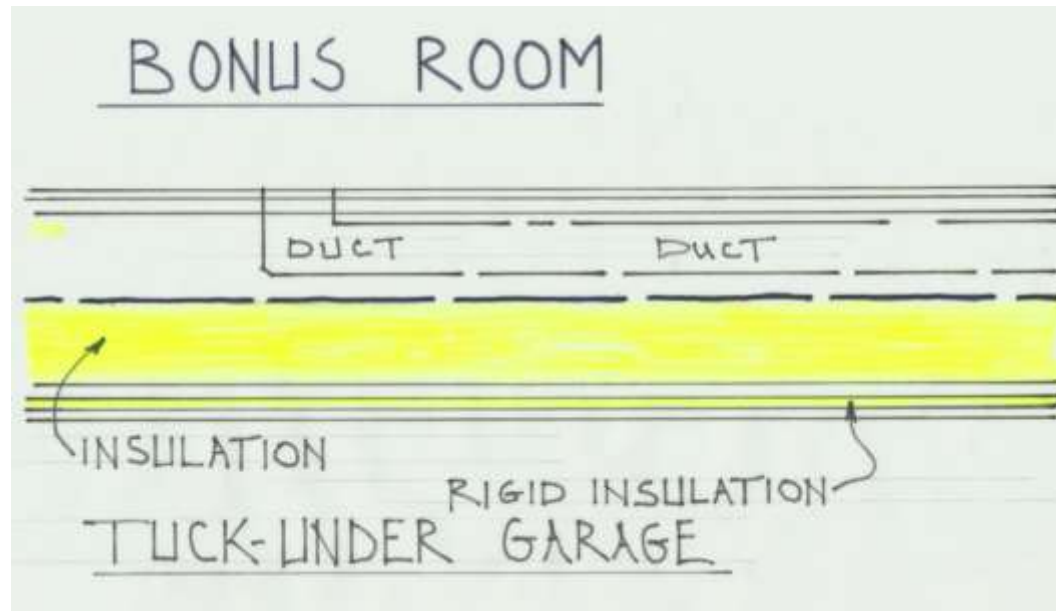 BONUS ROOM
DUCT DUCT
INSULATION
RIGID INSULATION
TUCK-UNDER GARAGE